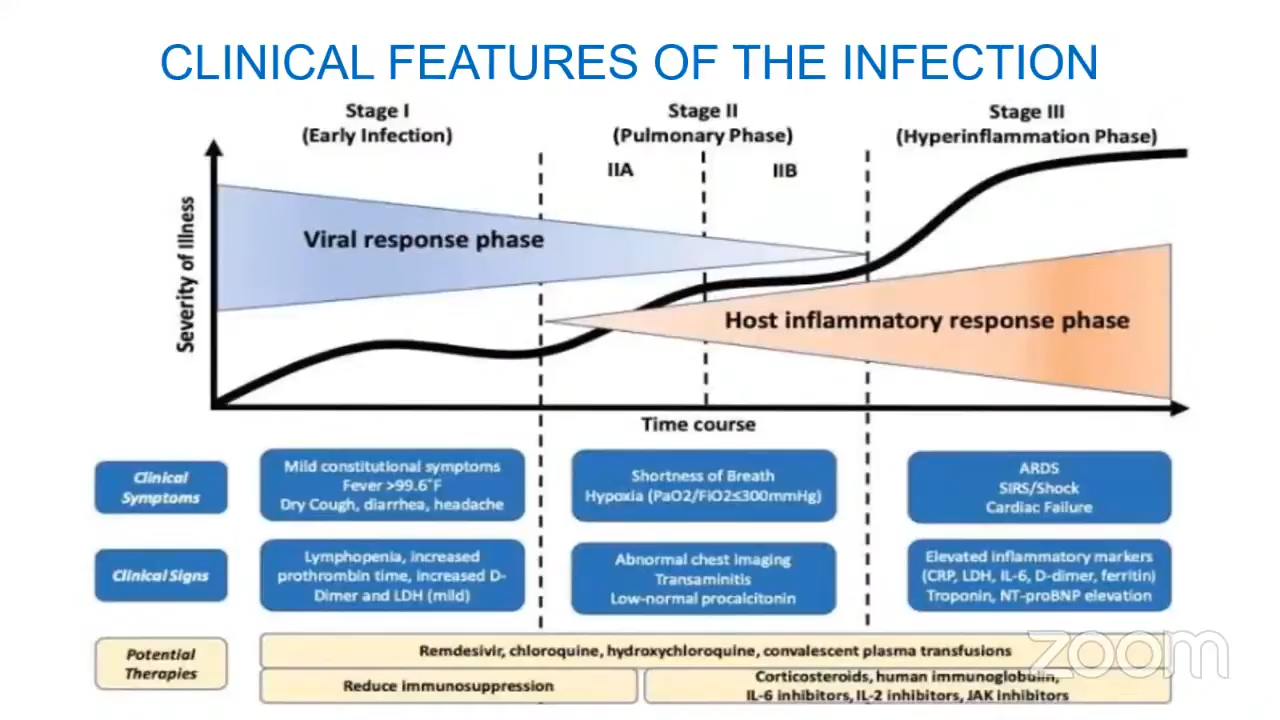 CLINICAL FEATURES OF THE INFECTION
Stage I
(Early Infection)
Stage II
(Pulmonary Phase)
Stage III
(Hyperinflammation Phase)
IIA
IIB
Severity of Illness
Viral response phase
Host inflammatory response phase
Time course
Clinical
Symptoms
Mild constitutional symptoms
Fever >99.6°F
Dry Cough, diarrhea, headache
Shortness of Breath
Hypoxia (PaO2/FiO2≤300mmHg)
ARDS
SIRS/Shock
Cardiac Failure
Clinical Signs
Lymphopenia, increased
prothrombin time, increased D-
Dimer and LDH (mild)
Abnormal chest imaging
Transaminitis
Low-normal procalcitonin
Elevated inflammatory markers
(CRP, LDH, IL-6, D-dimer, ferritin)
Troponin, NT-proBNP elevation
Potential
Therapies
Remdesivir, chloroquine, hydroxychloroquine, convalescent plasma transfusions
Reduce immunosuppression
Corticosteroids, human immunoglobulin,
IL-6 inhibitors, IL-2 inhibitors, JAK inhibitors
zoom